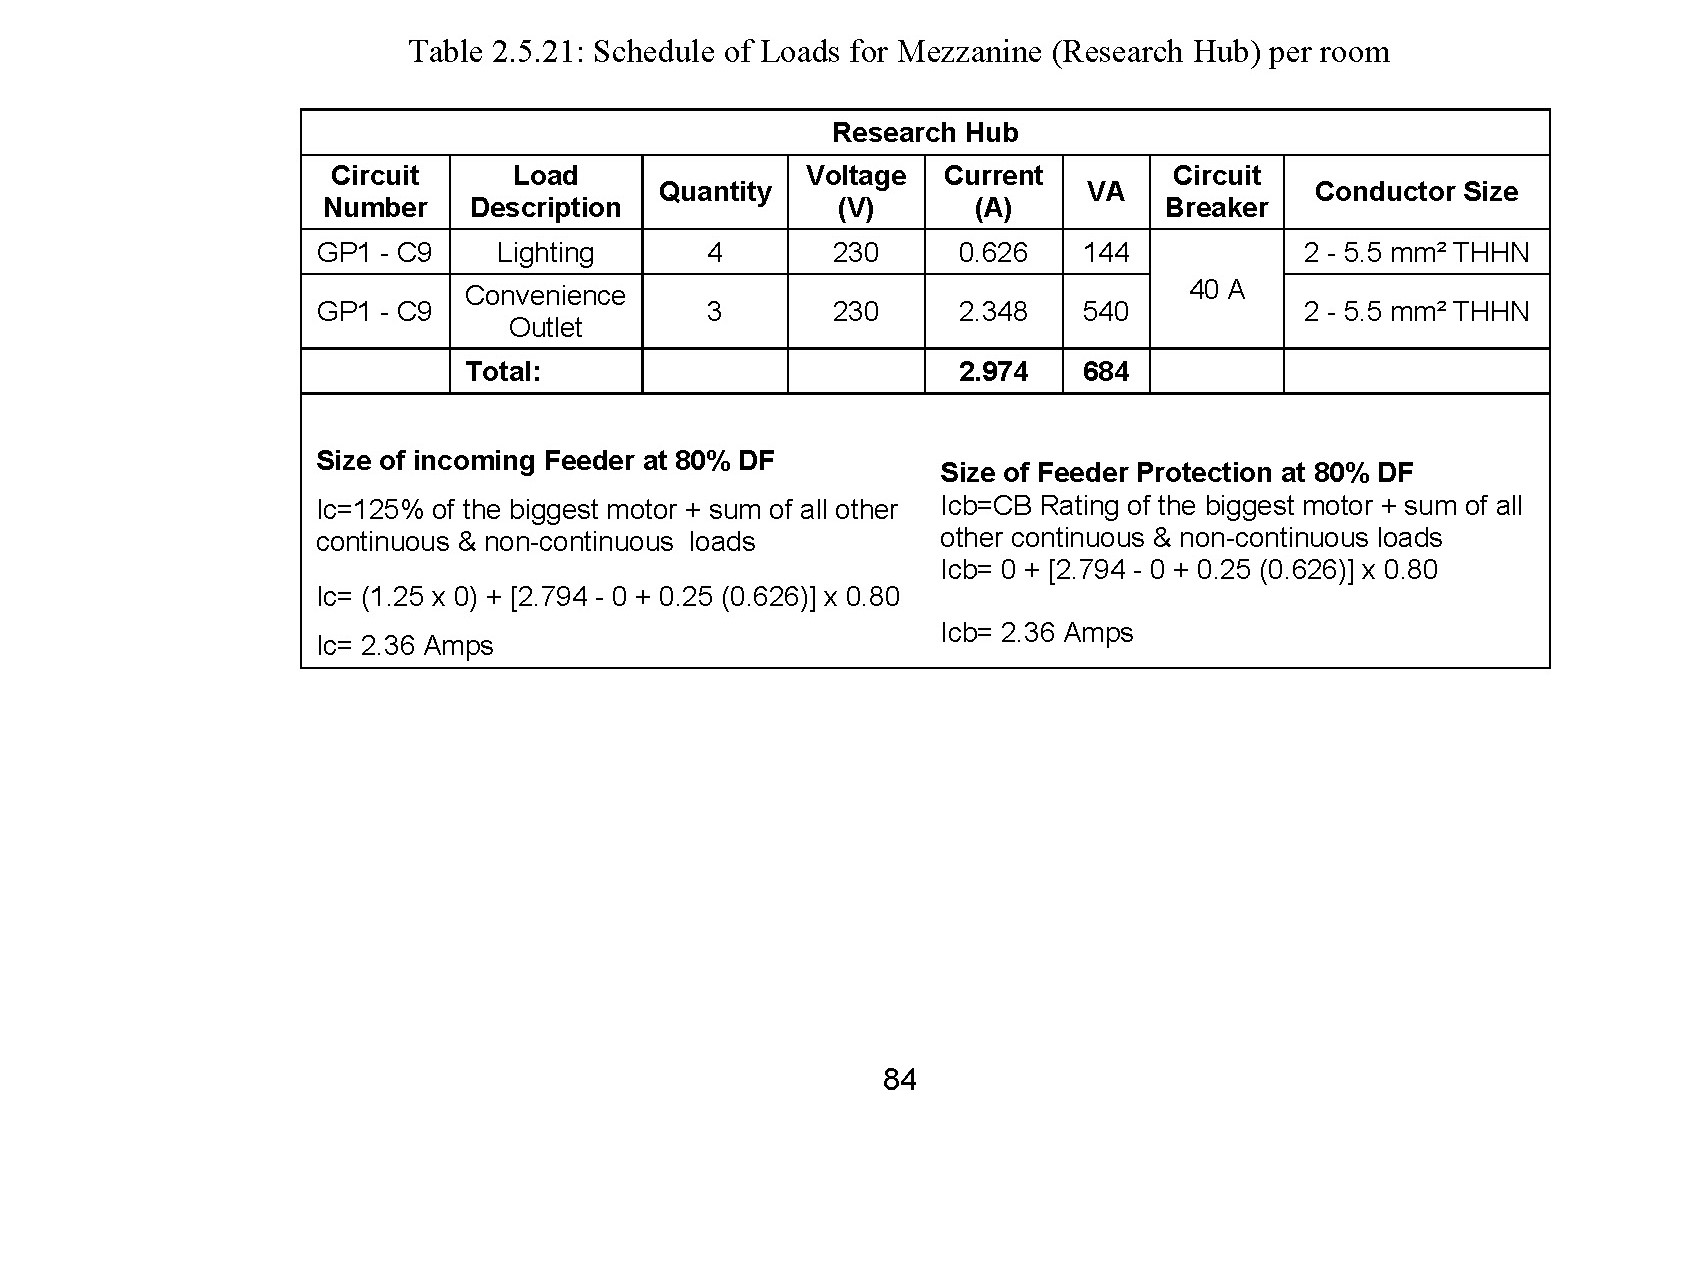 Table 2.5.21: Schedule of Loads for Mezzanine (Research Hub) per room
Research Hub
Circuit Number Load Description Quantity Voltage (V) Current (A) VA Circuit Breaker Conductor Size
GP1 - C9 Lighting 4 230 0.626 144 40 A 2 - 5.5 mm² THHN
GP1 - C9 Convenience Outlet 3 230 2.348 540 2 - 5.5 mm² THHN
Total: 2.974 684
Size of incoming Feeder at 80% DF
Ic=125% of the biggest motor + sum of all other
continuous & non-continuous loads
Ic= (1.25 x 0) + [2.794 - 0 + 0.25 (0.626)] x 0.80
Ic= 2.36 Amps
Size of Feeder Protection at 80% DF
Icb=CB Rating of the biggest motor + sum of all
other continuous & non-continuous loads
Icb= 0 + [2.794 - 0 + 0.25 (0.626)] x 0.80
Icb= 2.36 Amps
84